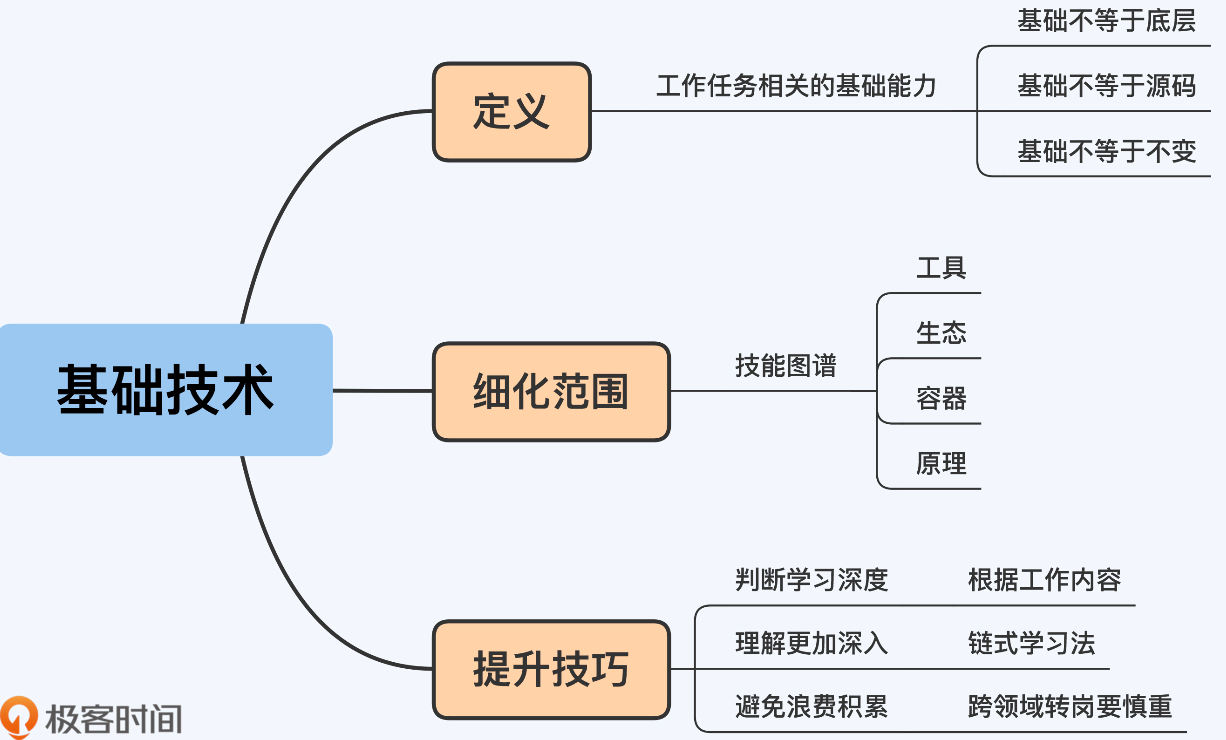 基础技术
定义
工作任务相关的基础能力
基础不等于底层
基础不等于源码
基础不等于不变
细化范围
技能图谱
工具
生态
容器
原理
提升技巧
判断学习深度 根据工作内容
理解更加深入 链式学习法
避免浪费积累 跨领域转岗要慎重
极客时间